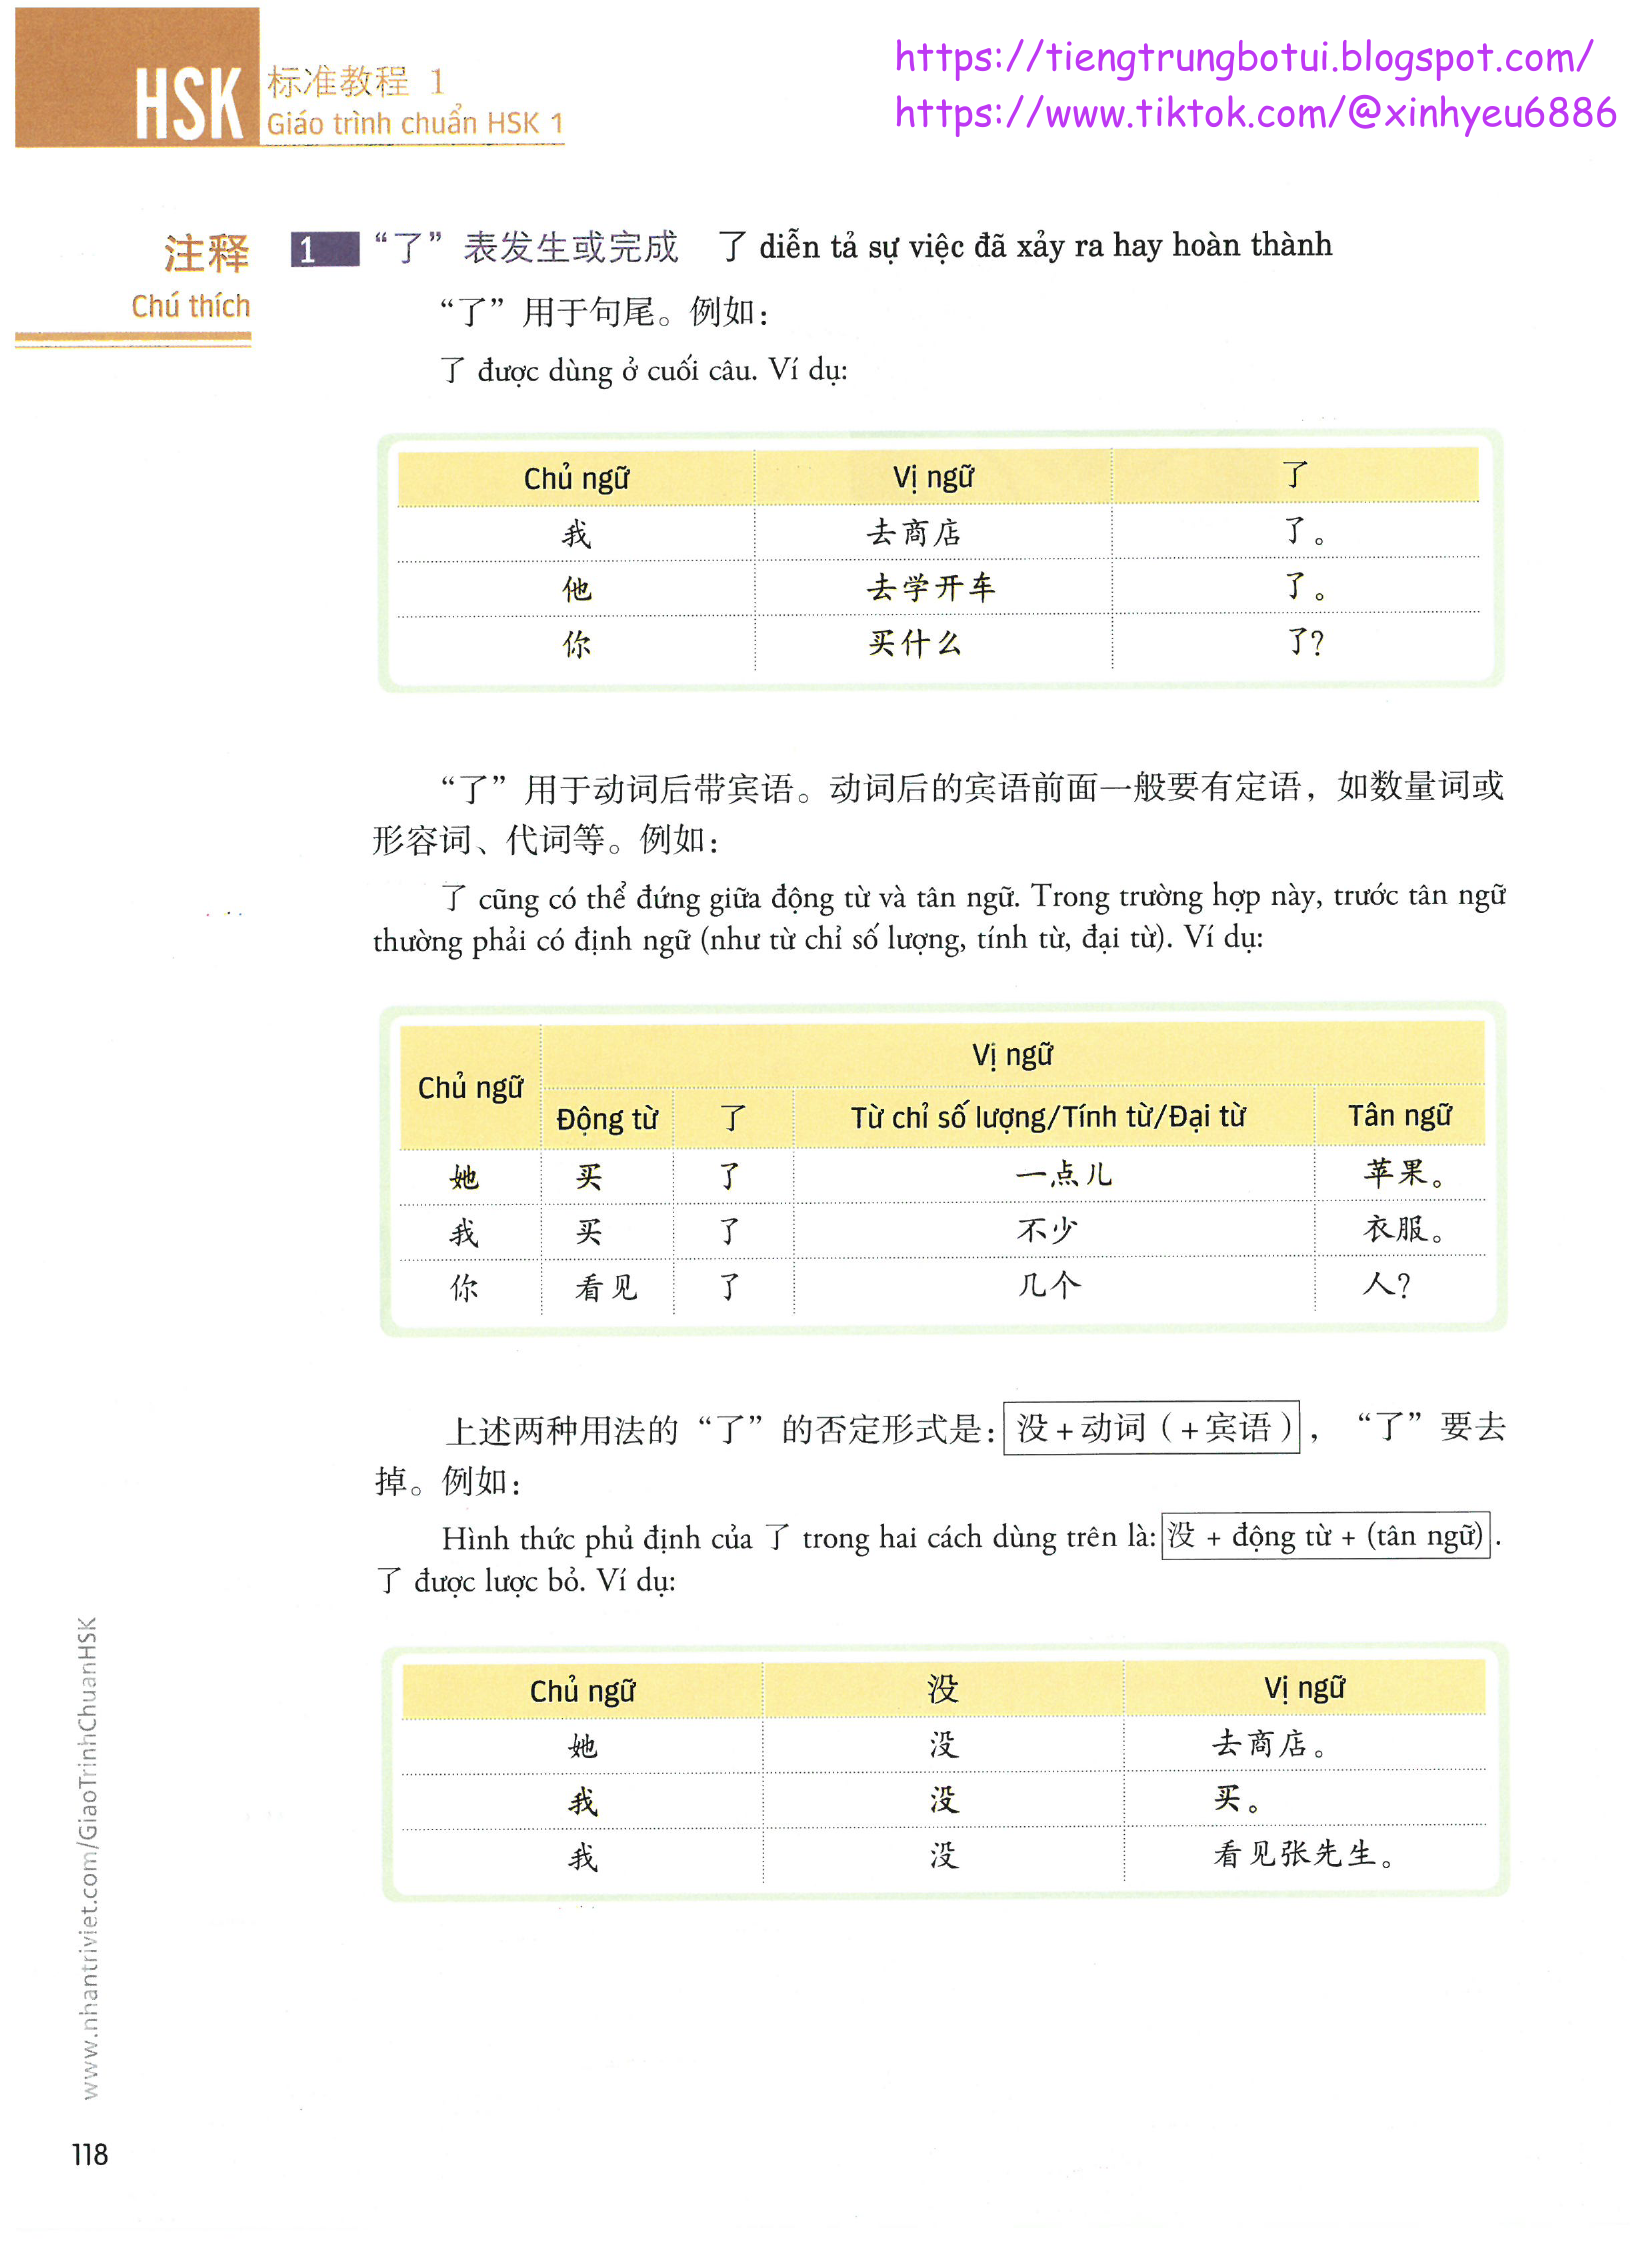 https://tiengtrungbotui.blogspot.com/
https://www.tiktok.com/@xinhyeu6886
HSK 标准教程 1
Giáo trình chuẩn HSK 1
注释
Chú thích
1 “了”表发生或完成 了 diễn tả sự việc đã xảy ra hay hoàn thành
“了”用于句尾。例如：
了 được dùng ở cuối câu. Ví dụ:
Chủ ngữ Vị ngữ 了
我 去商店 了。
他 去学开车 了。
你 买什么 了？
“了”用于动词后带宾语。动词后的宾语前面一般要有定语，如数量词或
形容词、代词等。例如：
了 cũng có thể đứng giữa động từ và tân ngữ. Trong trường hợp này, trước tân ngữ
thường phải có định ngữ (như từ chỉ số lượng, tính từ, đại từ). Ví dụ:
Chủ ngữ Vị ngữ
Động từ 了 Từ chỉ số lượng/Tính từ/Đại từ Tân ngữ
她 买 了 一点儿 苹果。
我 买 了 不少 衣服。
你 看见 了 几个 人？
上述两种用法的“了”的否定形式是：没+动词（+宾语），“了”要去
掉。例如：
Hình thức phủ định của 了 trong hai cách dùng trên là: 没 + động từ + (tân ngữ).
了 được lược bỏ. Ví dụ:
Chủ ngữ 没 Vị ngữ
她 没 去商店。
我 没 买。
我 没 看见张先生。
www.nhantriviet.com/GiaoTrinhChuanHSK
118